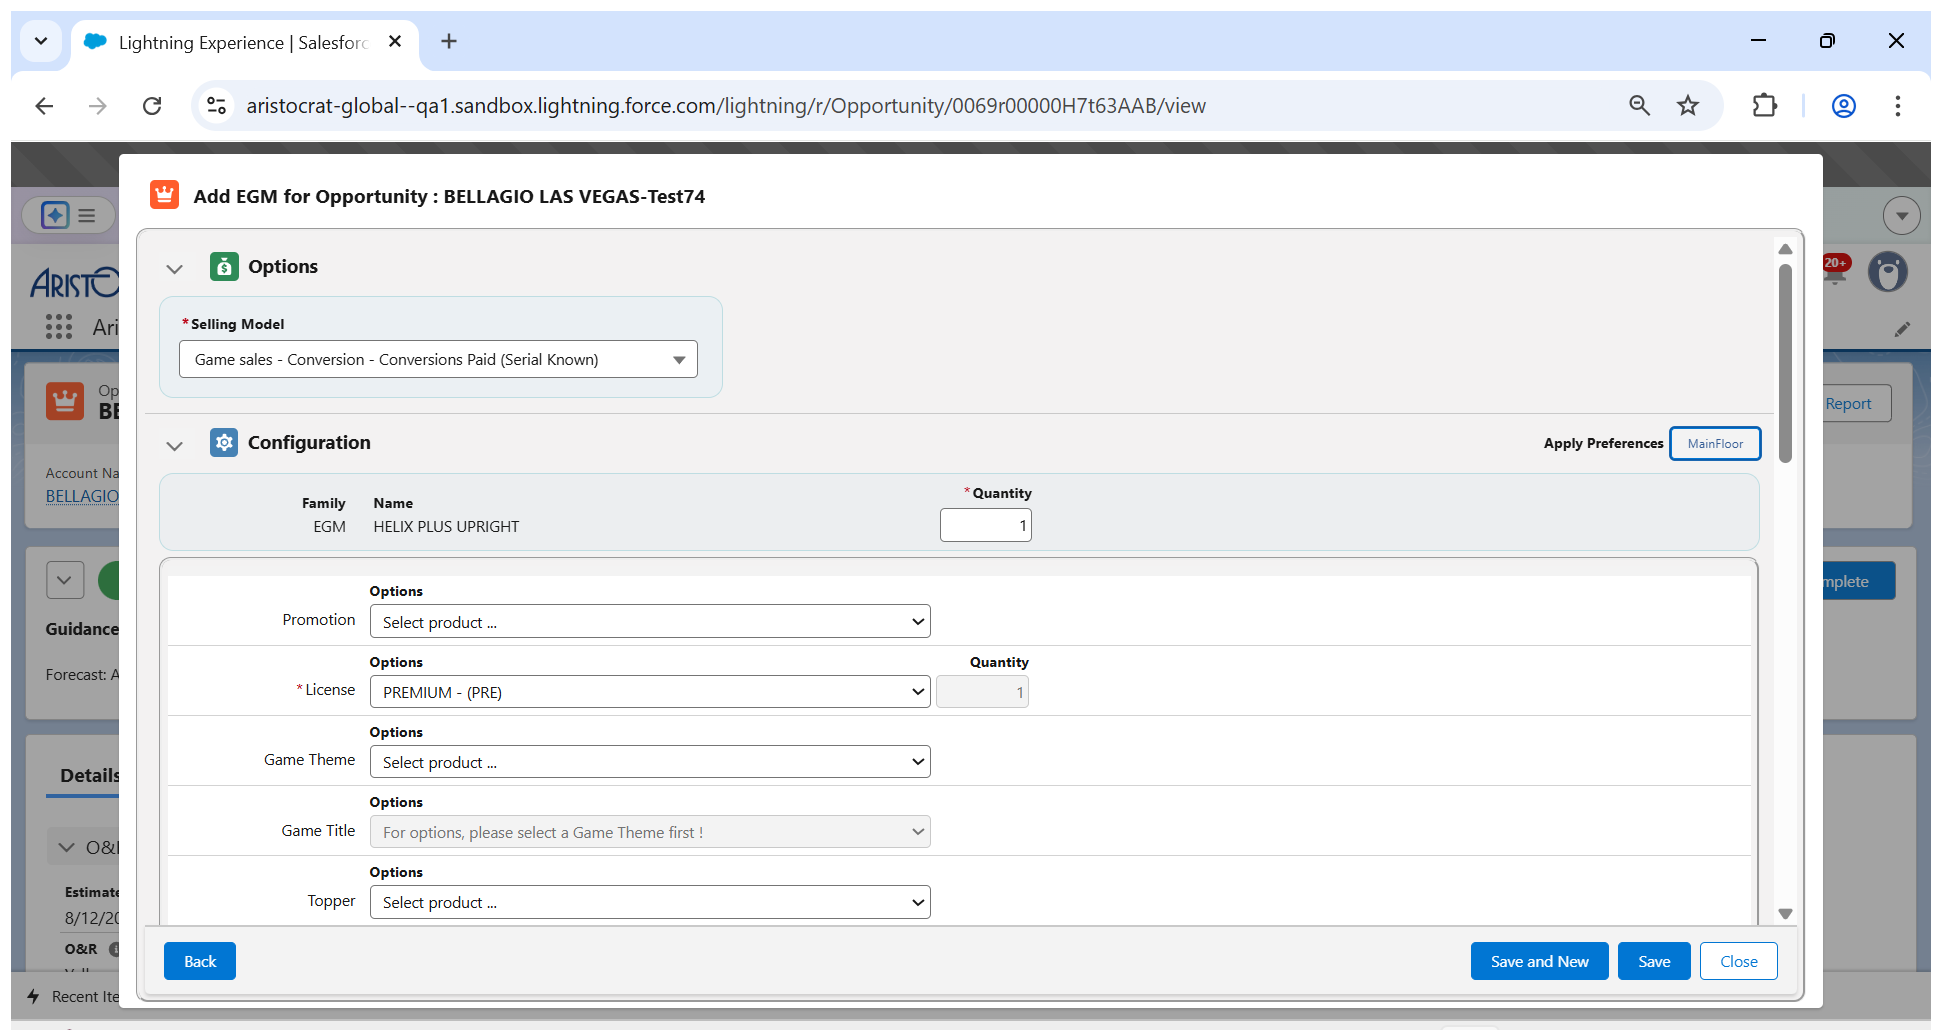 Lightning Experience | Salesforc
aristocrat-global--qa1.sandbox.lightning.force.com/lightning/r/Opportunity/0069r00000H7t63AAB/view
Add EGM for Opportunity : BELLAGIO LAS VEGAS-Test74
Options
*Selling Model
Game sales - Conversion - Conversions Paid (Serial Known)
Configuration
Apply Preferences MainFloor
Family Name *Quantity
EGM HELIX PLUS UPRIGHT 1
Options
Promotion Select product ...
Options Quantity
*License PREMIUM - (PRE) 1
Options
Game Theme Select product ...
Options
Game Title For options, please select a Game Theme first !
Options
Topper Select product ...
Back Save and New Save Close
ARISTO
Ari
20+
Op
BE
Report
Account Na
BELLAGIO
mplete
Guidance
Forecast: A
Details
O&I
Estimate
8/12/20
O&R
Recent Ite